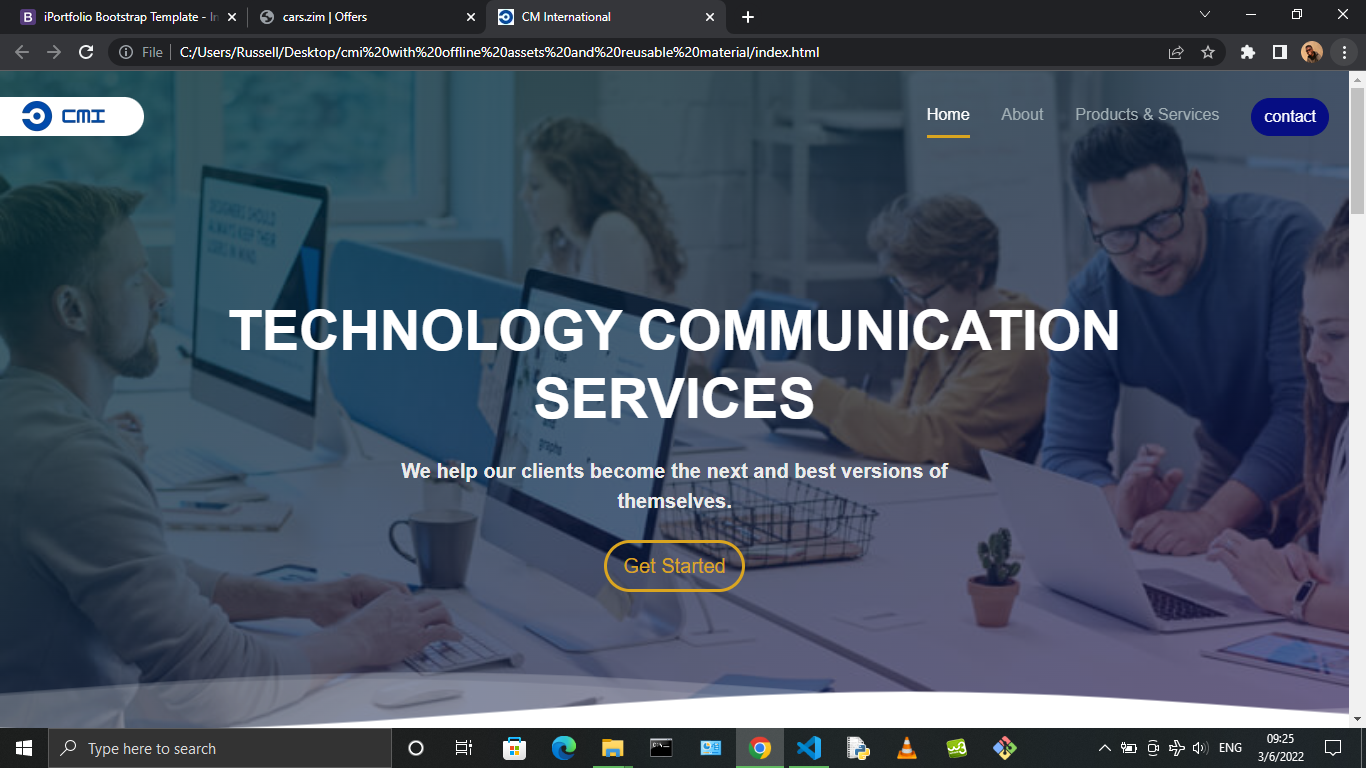 iPortfolio Bootstrap Template - In
cars.zim | Offers
CM International
File
C:/Users/Russell/Desktop/cmi%20with%20offline%20assets%20and%20reusable%20material/index.html
CMI
Home
About
Products & Services
contact
TECHNOLOGY COMMUNICATION
SERVICES
We help our clients become the next and best versions of
themselves.
Get Started
Type here to search
ENG
09:25
3/6/2022